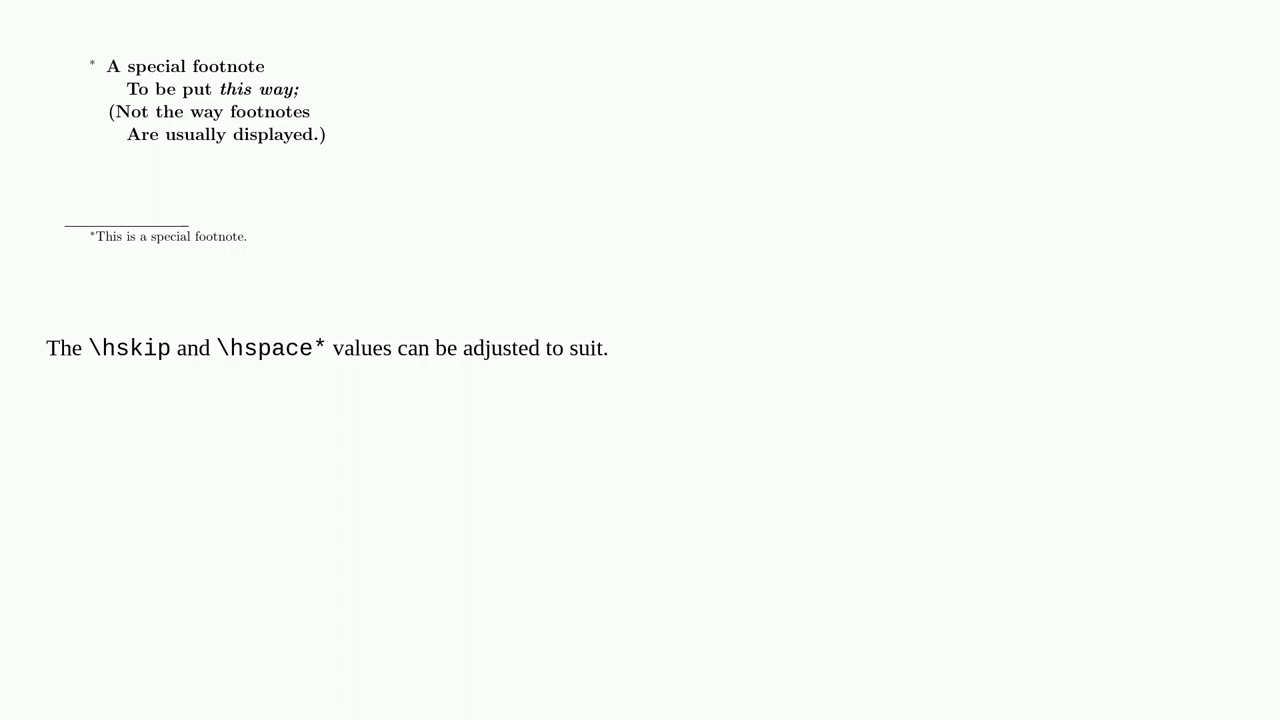 * A special footnote
To be put this way;
(Not the way footnotes
Are usually displayed.)
*This is a special footnote.
The \hskip and \hspace* values can be adjusted to suit.